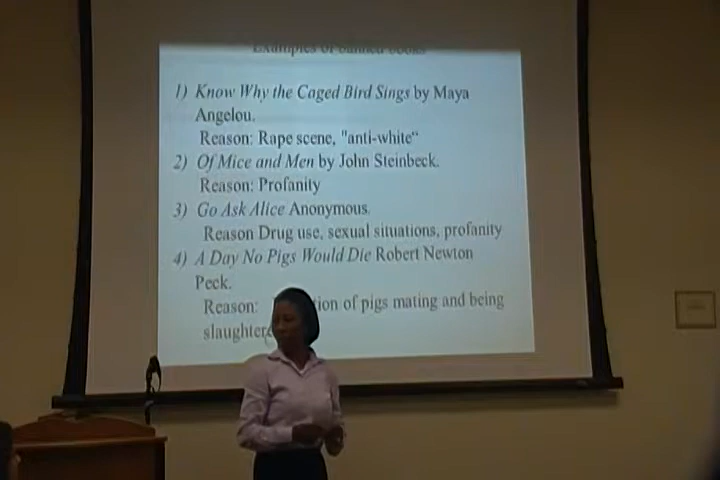 Examples of banned books
1) Know Why the Caged Bird Sings by Maya
Angelou.
Reason: Rape scene, "anti-white“
2) Of Mice and Men by John Steinbeck.
Reason: Profanity
3) Go Ask Alice Anonymous.
Reason Drug use, sexual situations, profanity
4) A Day No Pigs Would Die Robert Newton
Peck.
Reason: tion of pigs mating and being
slaughter